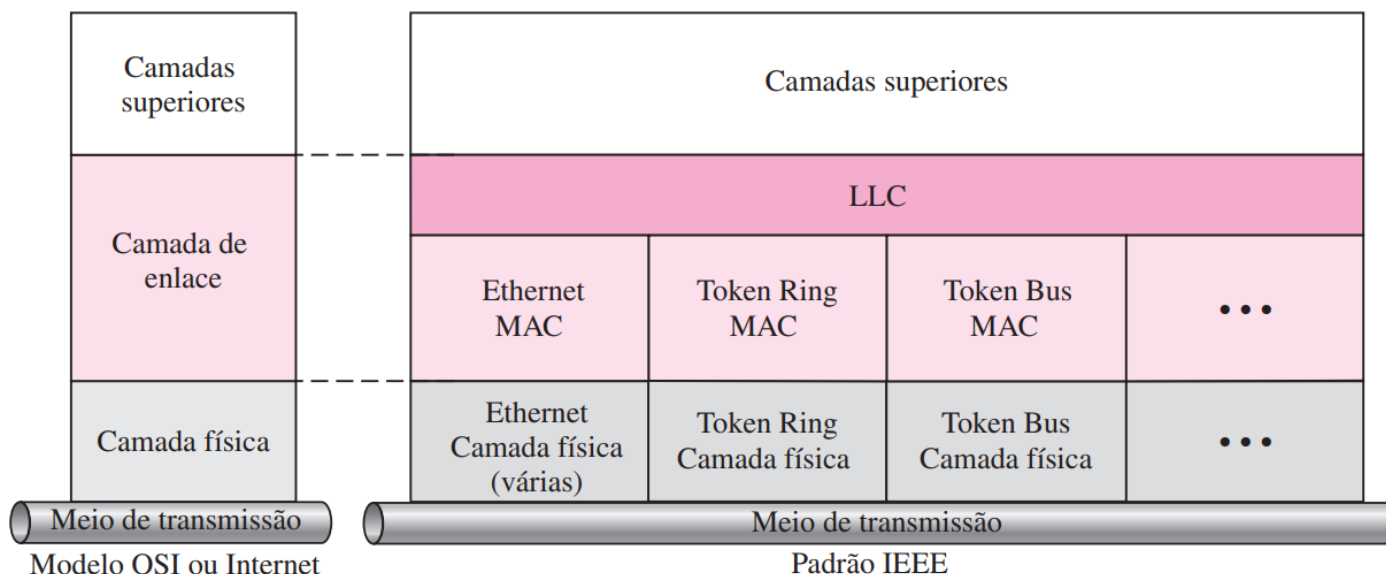 Camadas
superiores
Camada de
enlace
Camada física
Meio de transmissão
Modelo OSI ou Internet
Camadas superiores
LLC
Ethernet
MAC
Token Ring
MAC
Token Bus
MAC
•••
Ethernet
Camada física
(várias)
Token Ring
Camada física
Token Bus
Camada física
•••
Meio de transmissão
Padrão IEEE